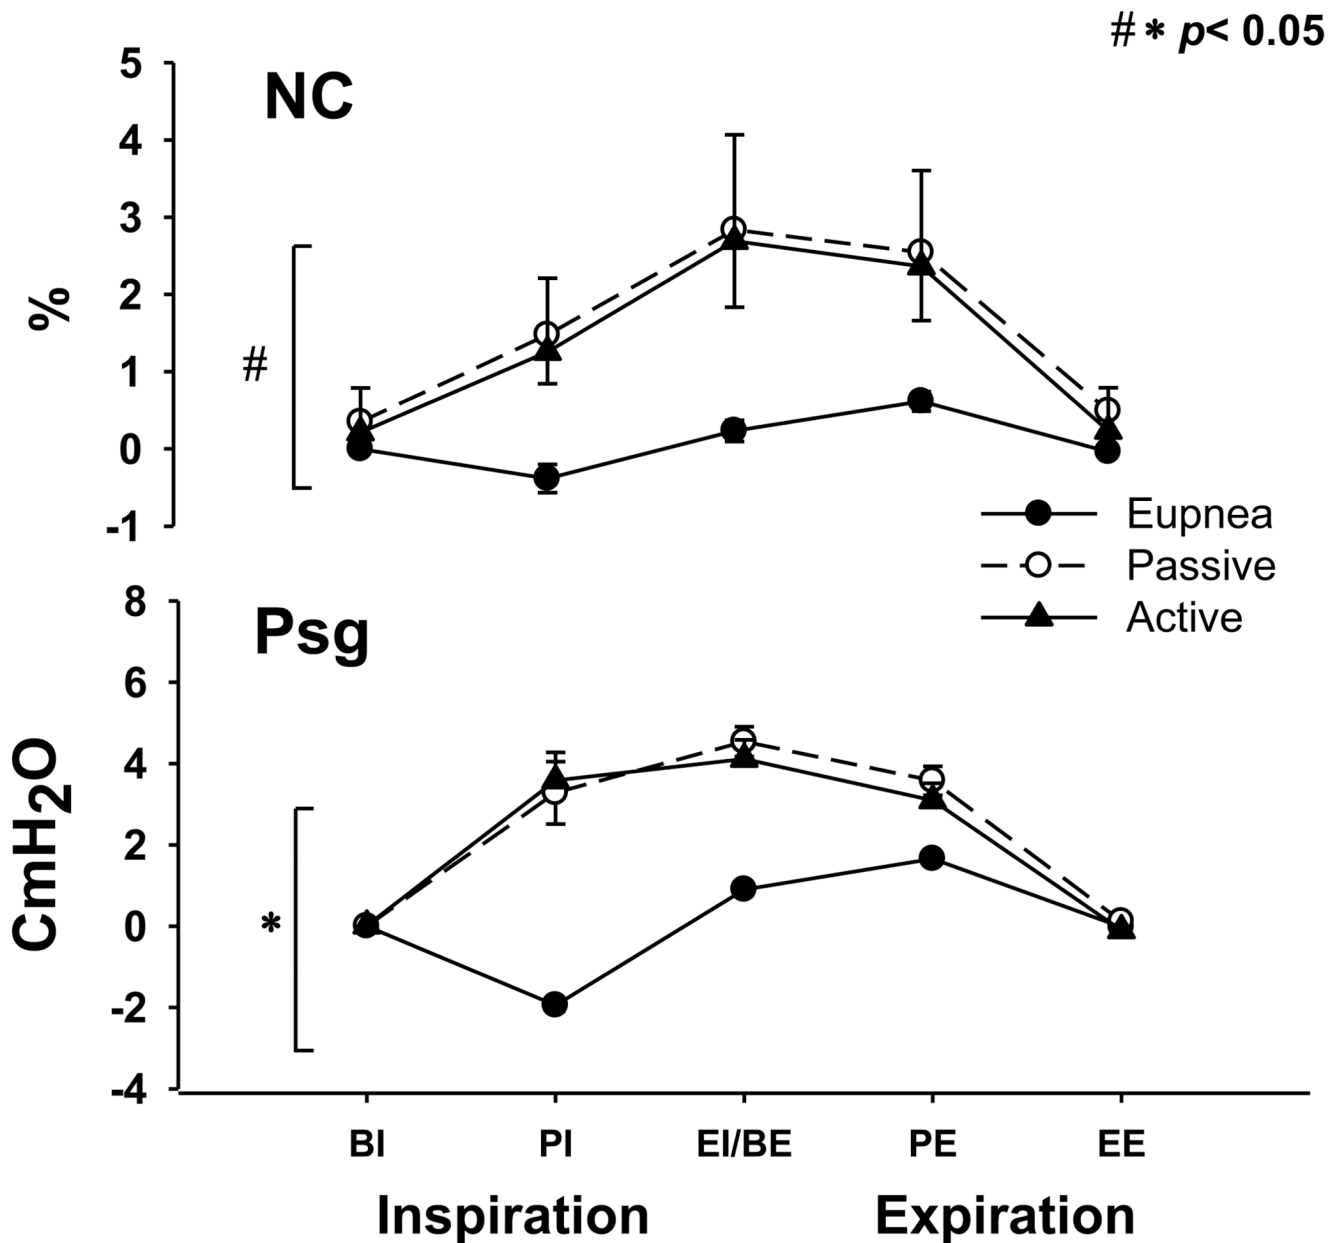 # * p< 0.05
NC
5
4
3
2
1
0
-1
%
#
Eupnea
Passive
Active
Psg
8
6
4
2
0
-2
-4
CmH2O
*
BI PI EI/BE PE EE
Inspiration Expiration